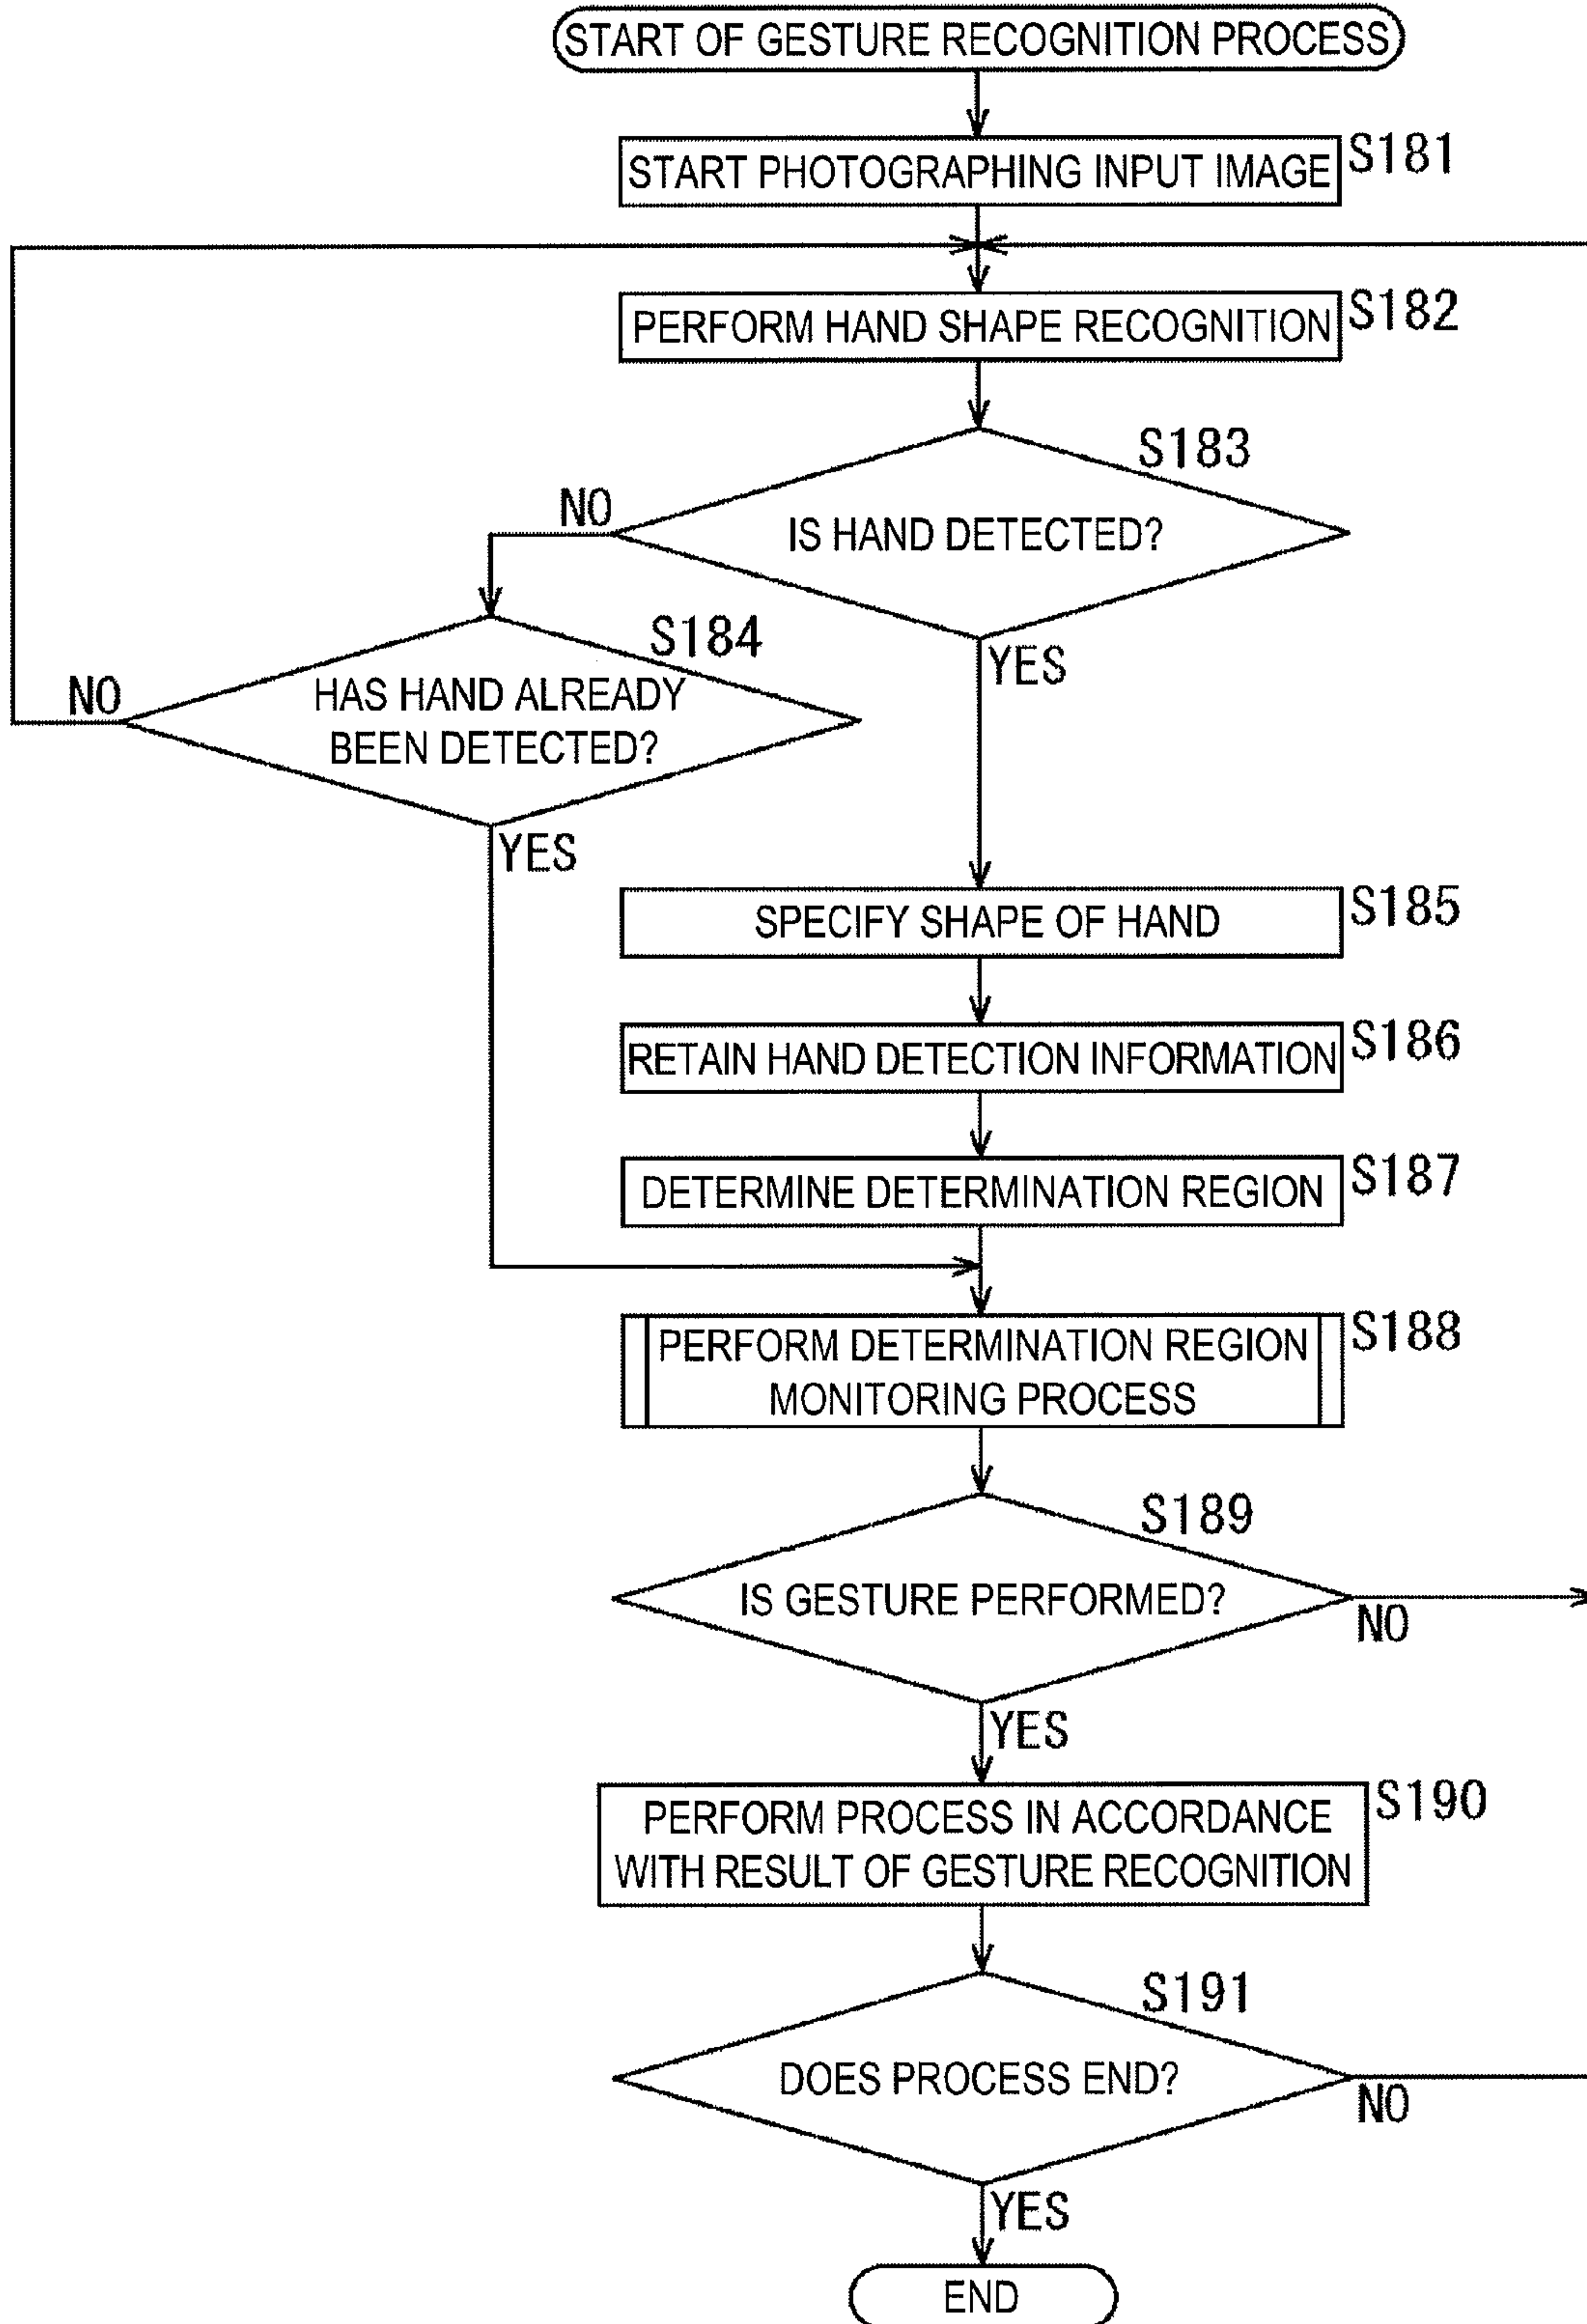 START OF GESTURE RECOGNITION PROCESS
START PHOTOGRAPHING INPUT IMAGE
S181
PERFORM HAND SHAPE RECOGNITION
S182
S183
NO
IS HAND DETECTED?
YES
S184
NO
HAS HAND ALREADY
BEEN DETECTED?
YES
SPECIFY SHAPE OF HAND
S185
RETAIN HAND DETECTION INFORMATION
S186
DETERMINE DETERMINATION REGION
S187
PERFORM DETERMINATION REGION
MONITORING PROCESS
S188
S189
IS GESTURE PERFORMED?
NO
YES
PERFORM PROCESS IN ACCORDANCE
WITH RESULT OF GESTURE RECOGNITION
S190
S191
DOES PROCESS END?
NO
YES
END